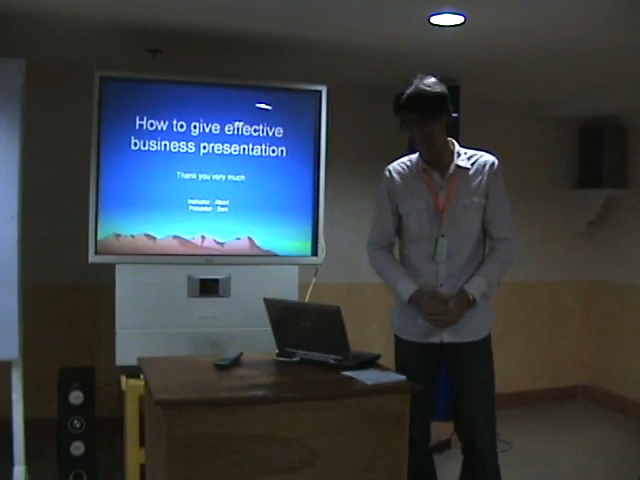 How to give effective
business presentation
Thank you very much
Instructor : Albert
Presenter : Sam